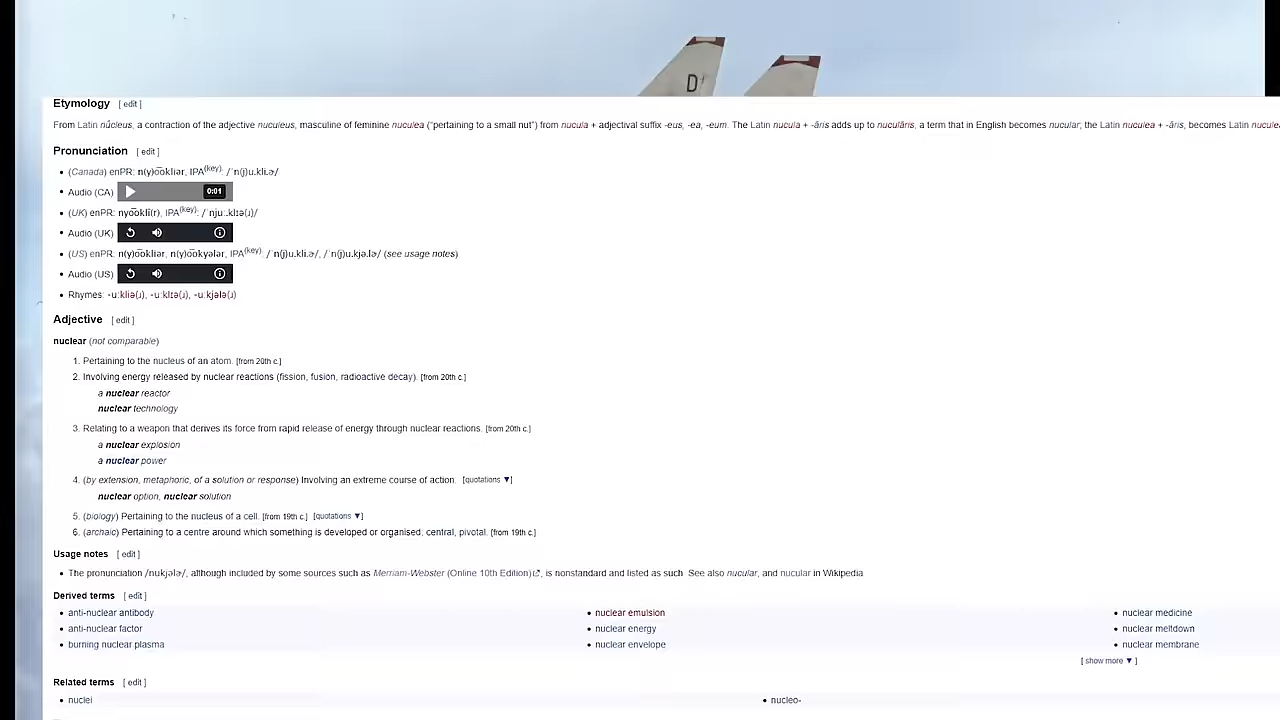 D
Etymology [ edit ]
From Latin nūcleus, a contraction of the adjective nuculeus, masculine of feminine nuculea ("pertaining to a small nut") from nucula + adjectival suffix -eus, -ea, -eum. The Latin nucula + -āris adds up to nuculāris, a term that in English becomes nucular; the Latin nuculea + -āris, becomes Latin
Pronunciation [ edit ]
(Canada) enPR: n(y)o͞okliər, IPA(key): /ˈn(j)u.kli.ɚ/
Audio (CA) 0:01
(UK) enPR: nyo͞oklĭ(r), IPA(key): /ˈnjuː.klɪə(ɹ)/
Audio (UK)
(US) enPR: n(y)o͞okliər, n(y)o͞okyələr, IPA(key): /ˈn(j)u.kli.ɚ/, /ˈn(j)u.kjə.lɚ/ (see usage notes)
Audio (US)
Rhymes: -uːkliə(ɹ), -uːklɪə(ɹ), -uːkjələ(ɹ)
Adjective [ edit ]
nuclear (not comparable)
1. Pertaining to the nucleus of an atom. [from 20th c.]
2. Involving energy released by nuclear reactions (fission, fusion, radioactive decay). [from 20th c.]
a nuclear reactor
nuclear technology
3. Relating to a weapon that derives its force from rapid release of energy through nuclear reactions. [from 20th c.]
a nuclear explosion
a nuclear power
4. (by extension, metaphoric, of a solution or response) Involving an extreme course of action. [quotations ▼]
nuclear option, nuclear solution
5. (biology) Pertaining to the nucleus of a cell. [from 19th c.] [quotations ▼]
6. (archaic) Pertaining to a centre around which something is developed or organised; central, pivotal. [from 19th c.]
Usage notes [ edit ]
The pronunciation /nukjəlɚ/, although included by some sources such as Merriam-Webster (Online 10th Edition), is nonstandard and listed as such. See also nucular, and nucular in Wikipedia
Derived terms [ edit ]
anti-nuclear antibody nuclear emulsion nuclear medicine
anti-nuclear factor nuclear energy nuclear meltdown
burning nuclear plasma nuclear envelope nuclear membrane
[ show more ▼ ]
Related terms [ edit ]
nuclei nucleo-